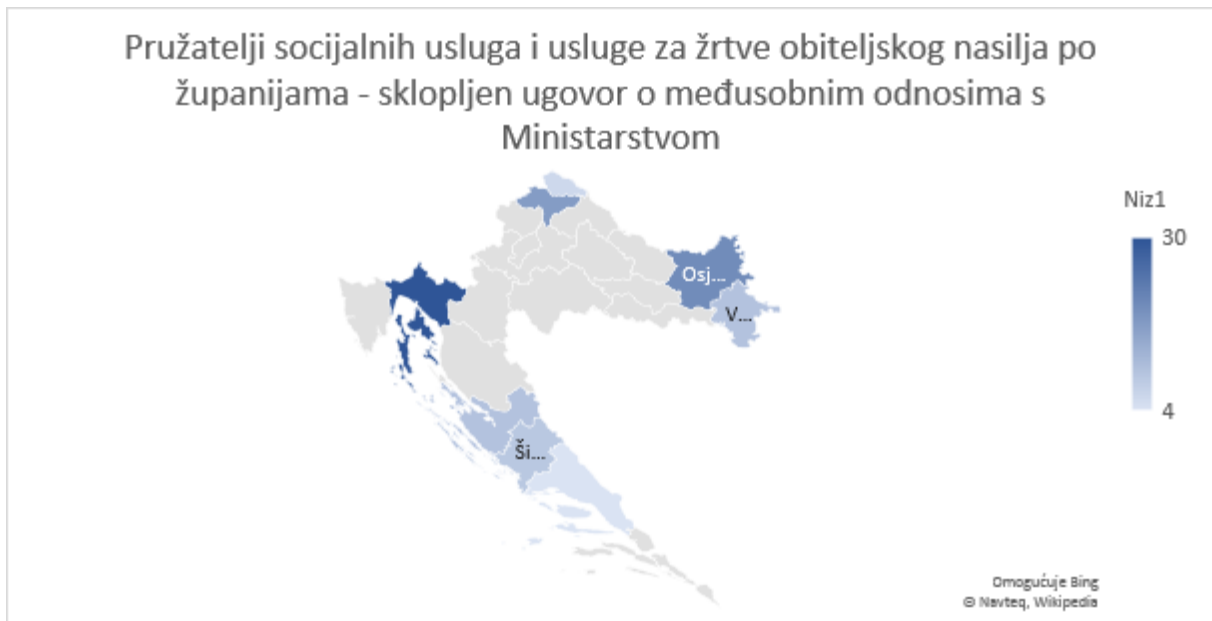 Pružatelji socijalnih usluga i usluge za žrtve obiteljskog nasilja po
županijama - sklopljen ugovor o međusobnim odnosima s
Ministarstvom
Niz1
30
Osj...
V...
4
Ši...
Omogućuje Bing
© Navteq, Wikipedia